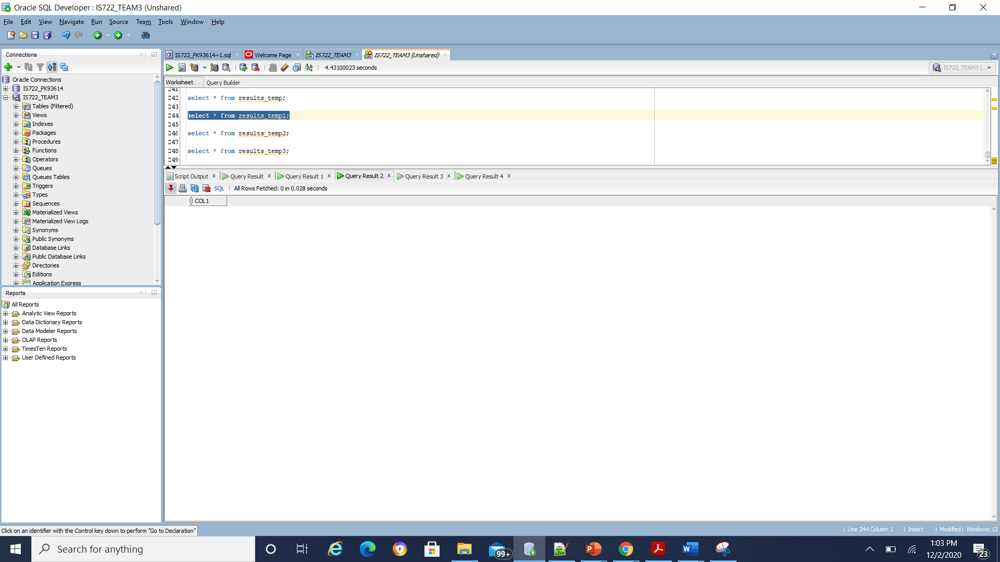 Oracle SQL Developer : IS722_TEAM3 (Unshared)
File Edit View Navigate Run Source Team Tools Window Help
Connections
Oracle Connections
IS722_PK93614
IS722_TEAM3
Tables (Filtered)
Views
Indexes
Packages
Procedures
Functions
Operators
Queues
Queues Tables
Triggers
Types
Sequences
Materialized Views
Materialized View Logs
Synonyms
Public Synonyms
Database Links
Public Database Links
Directories
Editions
Application Express
Reports
All Reports
Analytic View Reports
Data Dictionary Reports
Data Modeler Reports
OLAP Reports
TimesTen Reports
User Defined Reports
IS722_PK93614~1.sql Welcome Page IS722_TEAM3 IS722_TEAM3 (Unshared)
4.43100023 seconds
IS722_TEAM3 (...
Worksheet Query Builder
241
242 select * from results_temp;
243
244 select * from results_temp1;
245
246 select * from results_temp2;
247
248 select * from results_temp3;
249
Script Output Query Result Query Result 1 Query Result 2 Query Result 3 Query Result 4
SQL All Rows Fetched: 0 in 0.028 seconds
COL1
Click on an identifier with the Control key down to perform "Go to Declaration"
Line 244 Column 1 Insert Modified Windows: CF
Search for anything
99+
1:03 PM
12/2/2020
23